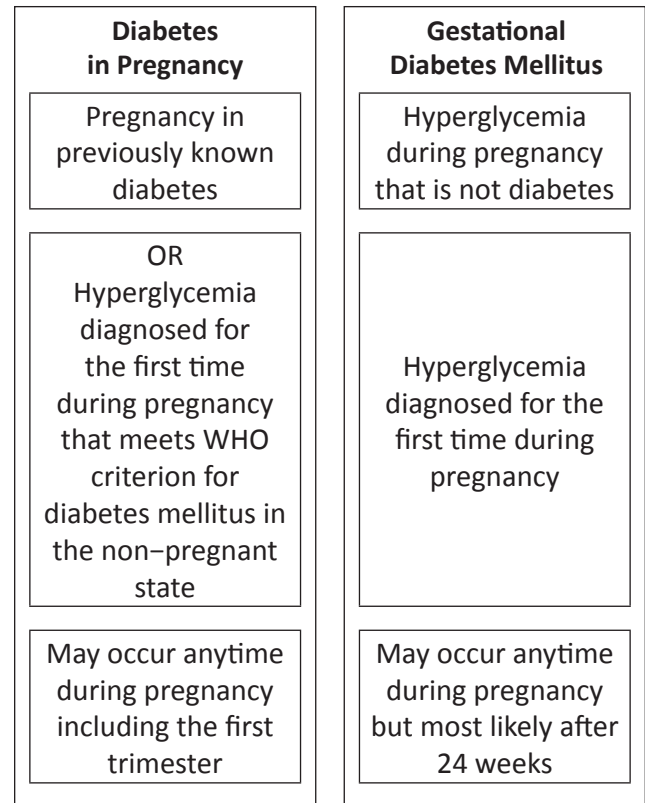 Diabetes
in Pregnancy
Pregnancy in
previously known
diabetes
OR
Hyperglycemia
diagnosed for
the first time
during pregnancy
that meets WHO
criterion for
diabetes mellitus in
the non−pregnant
state
May occur anytime
during pregnancy
including the first
trimester
Gestational
Diabetes Mellitus
Hyperglycemia
during pregnancy
that is not diabetes
Hyperglycemia
diagnosed for the
first time during
pregnancy
May occur anytime
during pregnancy
but most likely after
24 weeks